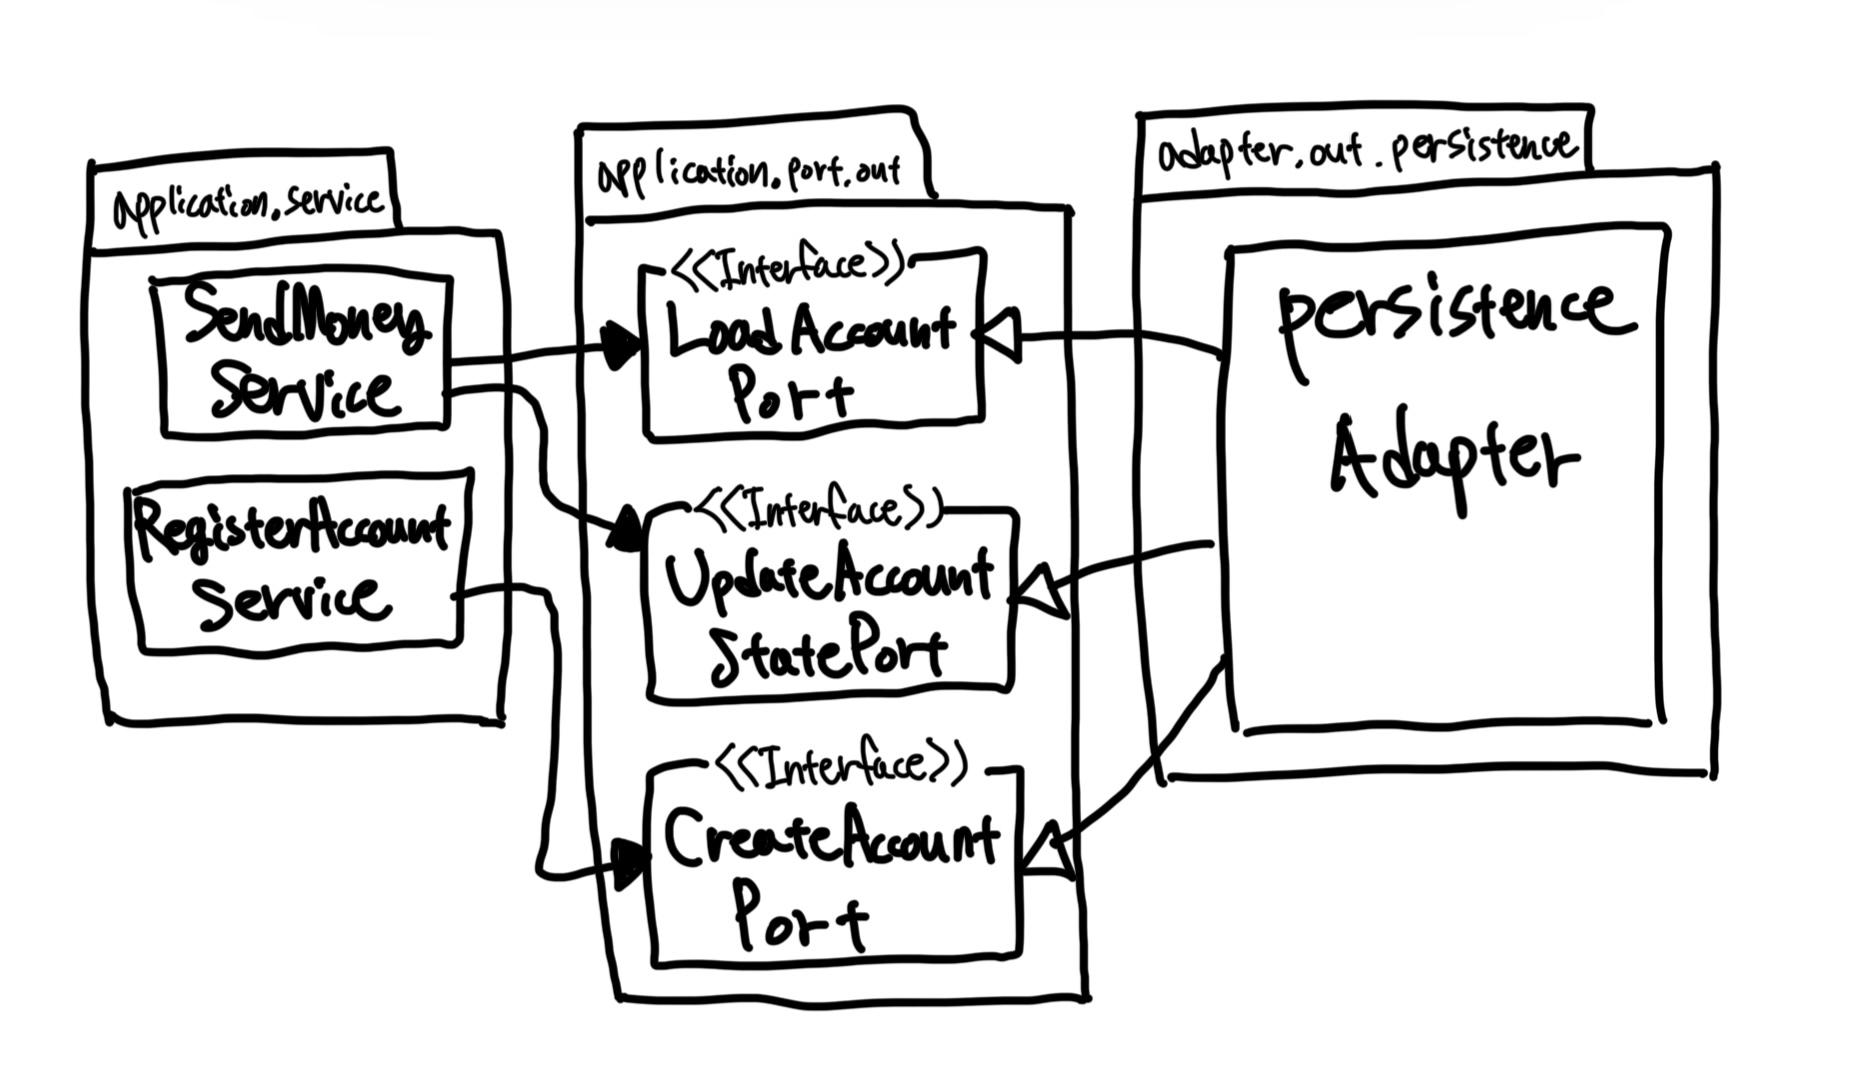 application.service
SendMoney
Service
RegisterAccount
Service
application.port.out
<<Interface>>
LoadAccount
Port
<<Interface>>
UpdateAccount
StatePort
<<Interface>>
CreateAccount
Port
adapter.out.persistence
persistence
Adapter